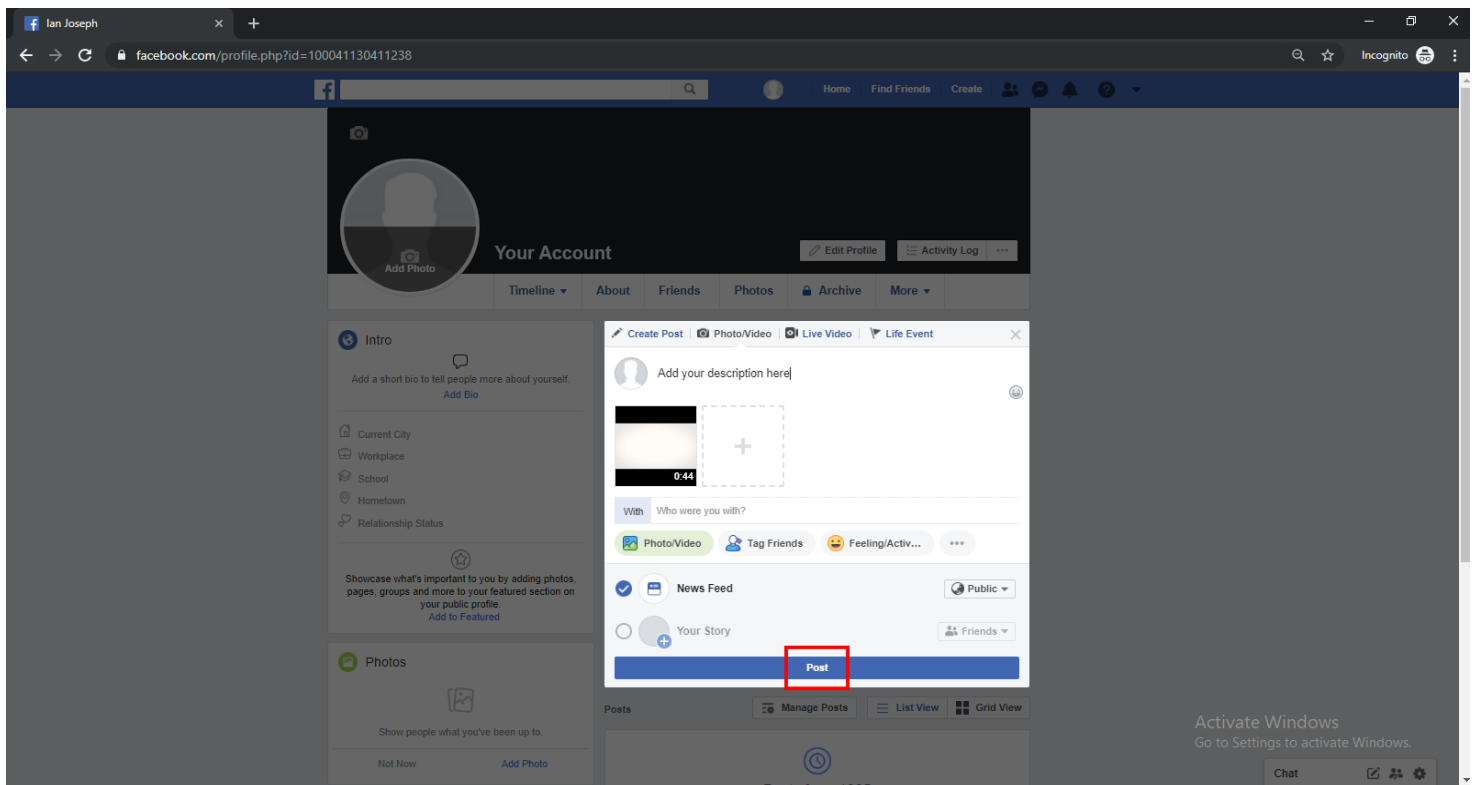 Ian Joseph
facebook.com/profile.php?id=100041130411238
Incognito
Home Find Friends Create
Add Photo
Your Account
Edit Profile
Activity Log
Timeline About Friends Photos Archive More
Intro
Add a short bio to tell people more about yourself.
Add Bio
Current City
Workplace
School
Hometown
Relationship Status
Showcase what's important to you by adding photos,
pages, groups and more to your featured section on
your public profile.
Add to Featured
Photos
Show people what you've been up to.
Not Now Add Photo
Create Post Photo/Video Live Video Life Event
Add your description here
0:44
With Who were you with?
Photo/Video Tag Friends Feeling/Activ...
News Feed Public
Your Story Friends
Post
Posts Manage Posts List View Grid View
Activate Windows
Go to Settings to activate Windows.
Chat